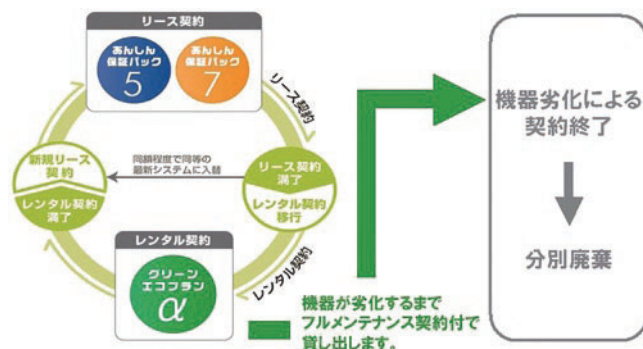 リース契約
あんしん
保証パック
5
あんしん
保証パック
7
リース契約
新規リース
契約
レンタル契約
満了
同額程度で同等の
最新システムに入替
リース契約
満了
レンタル契約
移行
レンタル契約
レンタル契約
グリーン
エコプラン
α
機器が劣化するまで
フルメンテナンス契約付で
貸し出します。
機器劣化による
契約終了
分別廃棄